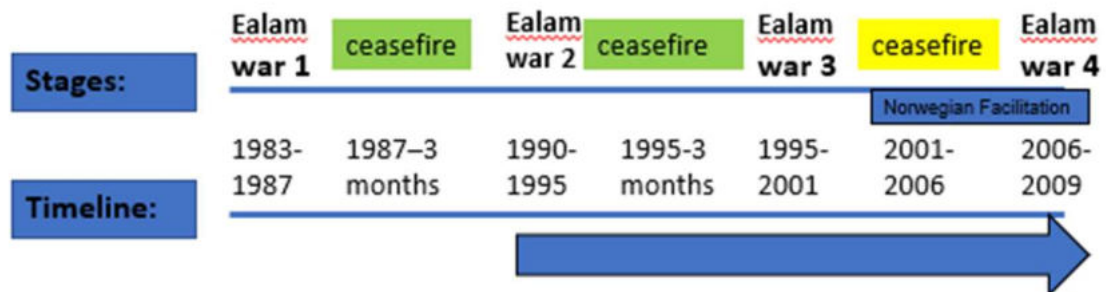 Stages:
Ealam war 1
ceasefire
Ealam war 2
ceasefire
Ealam war 3
ceasefire
Ealam war 4
Norwegian Facilitation
Timeline:
1983-1987
1987–3 months
1990-1995
1995-3 months
1995-2001
2001-2006
2006-2009